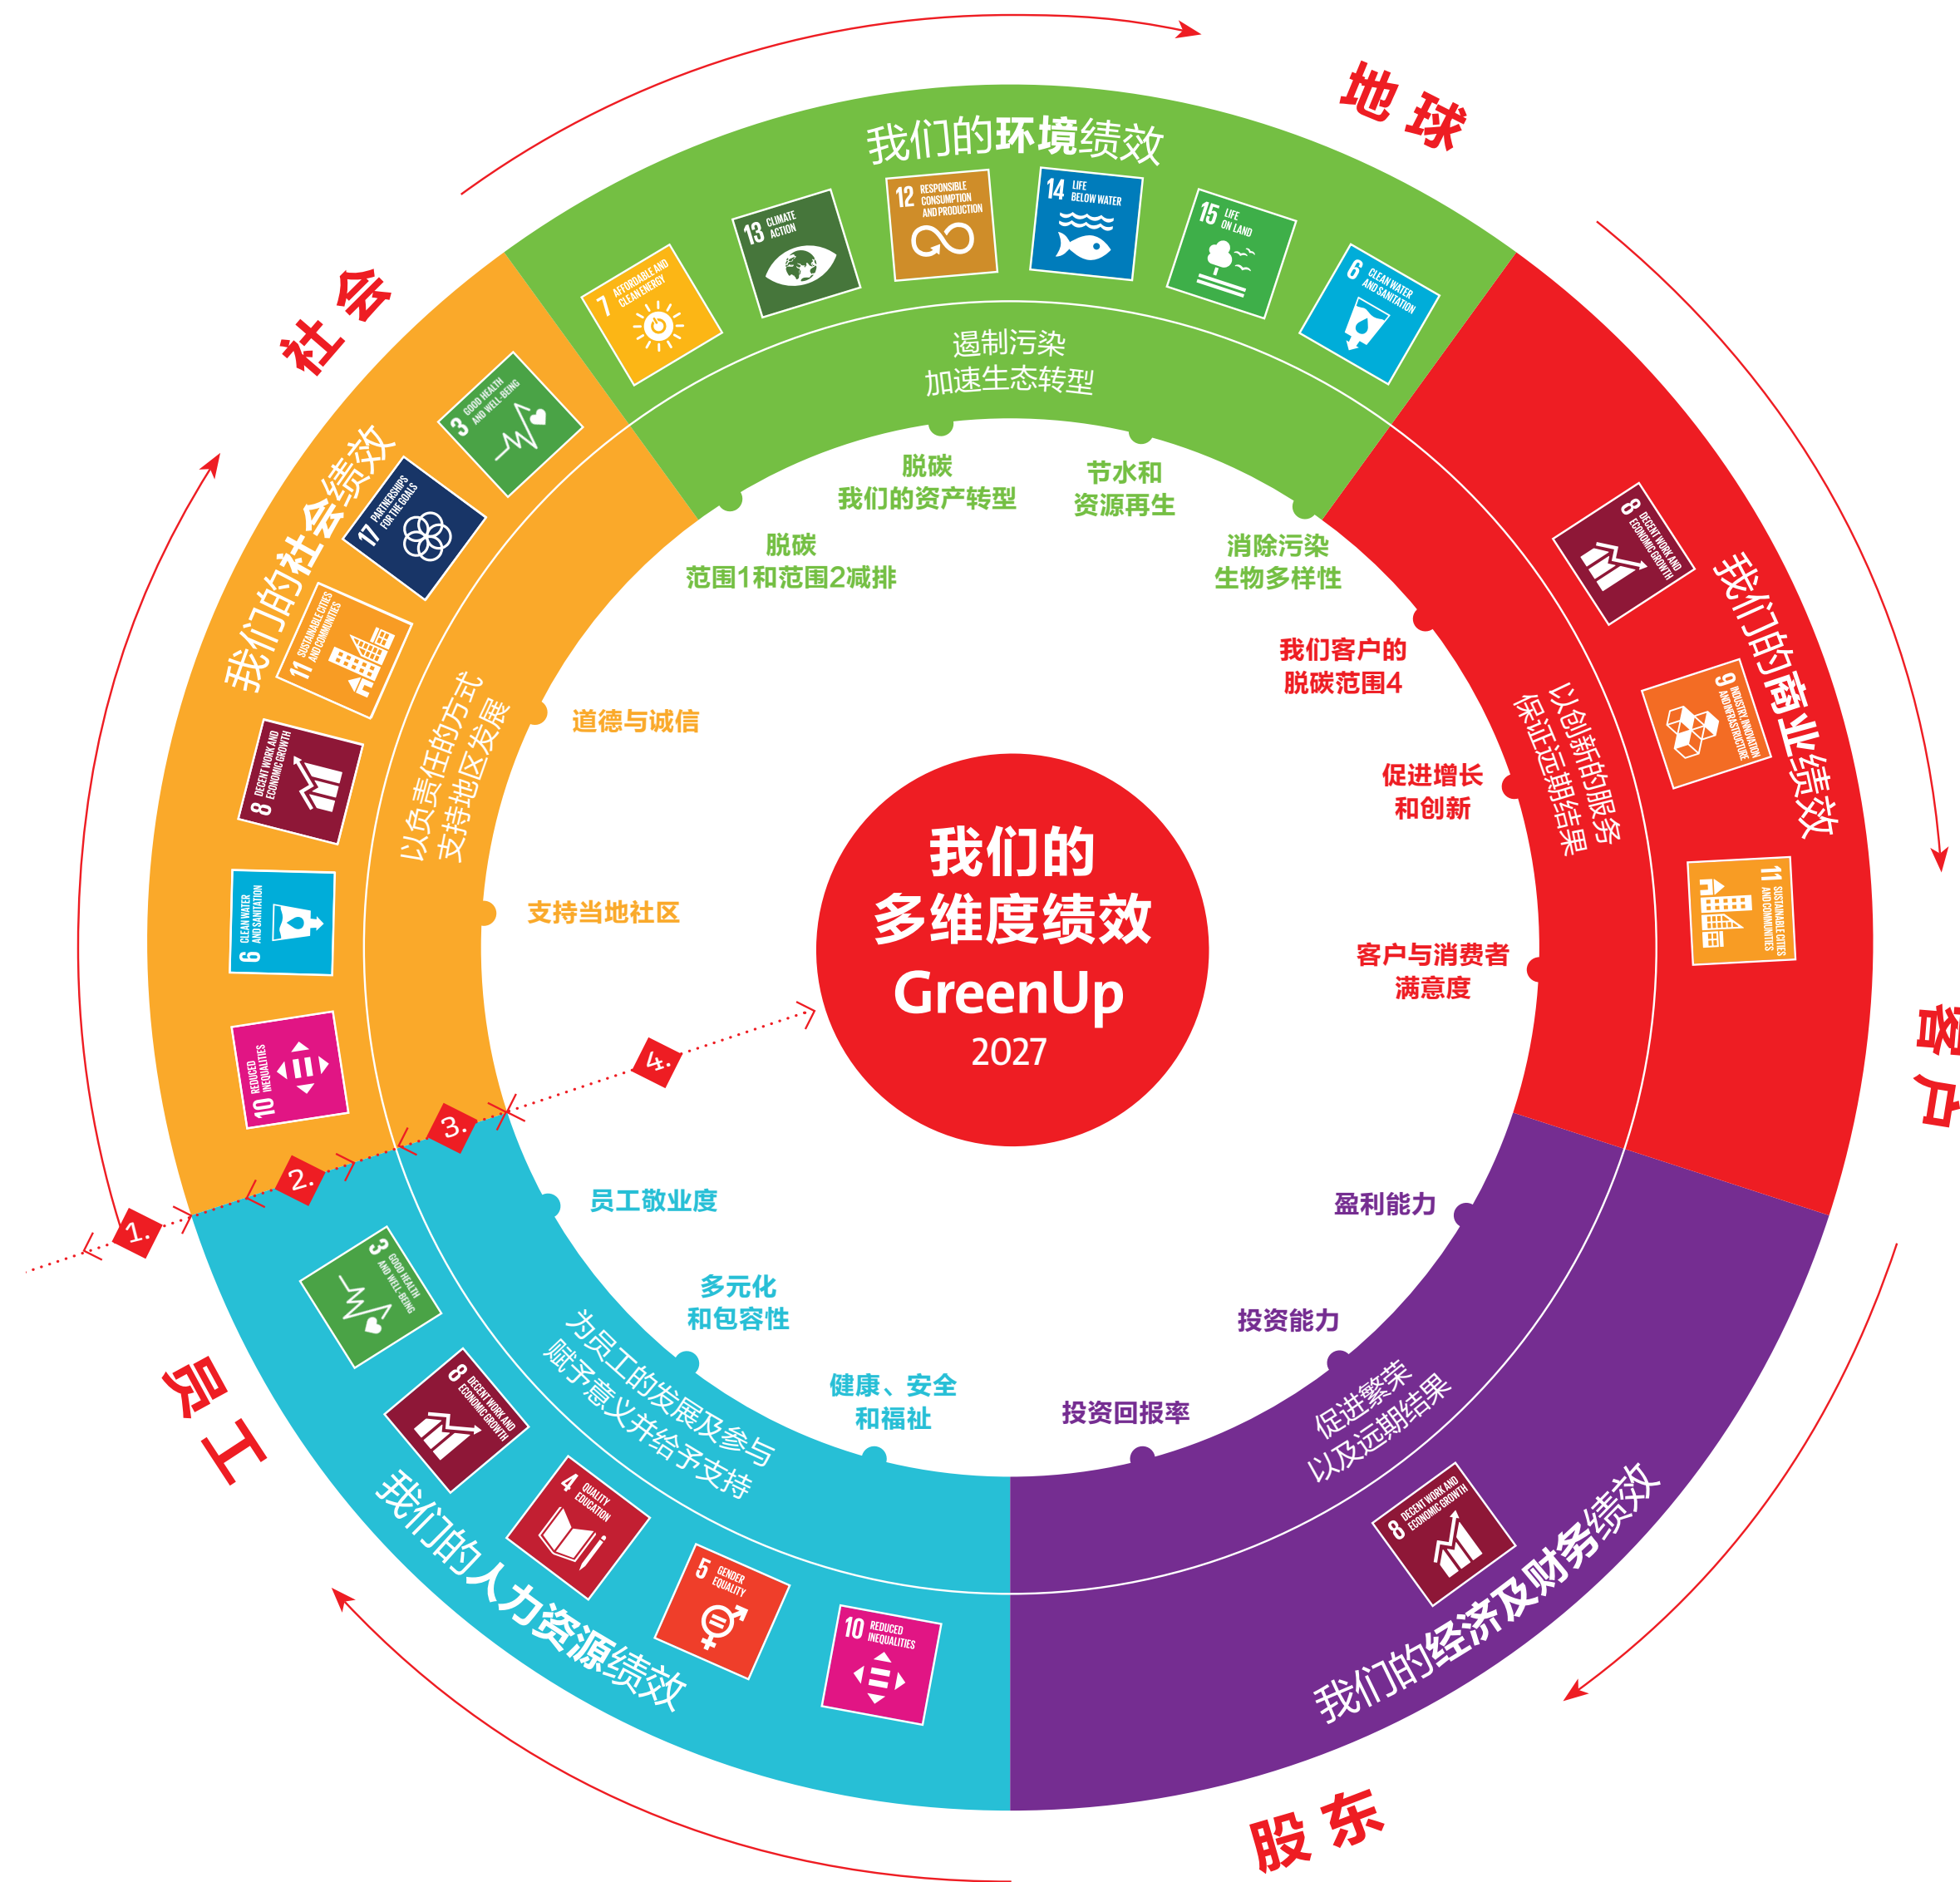 地球
我们的环境绩效
7 AFFORDABLE AND
CLEAN ENERGY
13 CLIMATE
ACTION
12 RESPONSIBLE
CONSUMPTION
AND PRODUCTION
14 LIFE
BELOW WATER
15 LIFE
ON LAND
6 CLEAN WATER
AND SANITATION
遏制污染
加速生态转型
脱碳
范围1和范围2减排
脱碳
我们的资产转型
节水和
资源再生
消除污染
生物多样性
客户
我们的商业绩效
8 DECENT WORK AND
ECONOMIC GROWTH
9 INDUSTRY, INNOVATION
AND INFRASTRUCTURE
11 SUSTAINABLE CITIES
AND COMMUNITIES
以创新的服务
保证远期结果
我们客户的
脱碳范围4
促进增长
和创新
客户与消费者
满意度
股东
我们的经济及财务绩效
8 DECENT WORK AND
ECONOMIC GROWTH
促进繁荣
以及远期结果
盈利能力
投资能力
投资回报率
员工
我们的人力资源绩效
3 GOOD HEALTH
AND WELL-BEING
8 DECENT WORK AND
ECONOMIC GROWTH
4 QUALITY
EDUCATION
5 GENDER
EQUALITY
10 REDUCED
INEQUALITIES
为员工的发展及参与
赋予意义并给予支持
员工敬业度
多元化
和包容性
健康、安全
和福祉
社会
我们的社会绩效
3 GOOD HEALTH
AND WELL-BEING
17 PARTNERSHIPS
FOR THE GOALS
11 SUSTAINABLE CITIES
AND COMMUNITIES
8 DECENT WORK AND
ECONOMIC GROWTH
6 CLEAN WATER
AND SANITATION
10 REDUCED
INEQUALITIES
以负责任的方式
支持地区发展
道德与诚信
支持当地社区
1.
2.
3.
4.
我们的
多维度绩效
GreenUp
2027